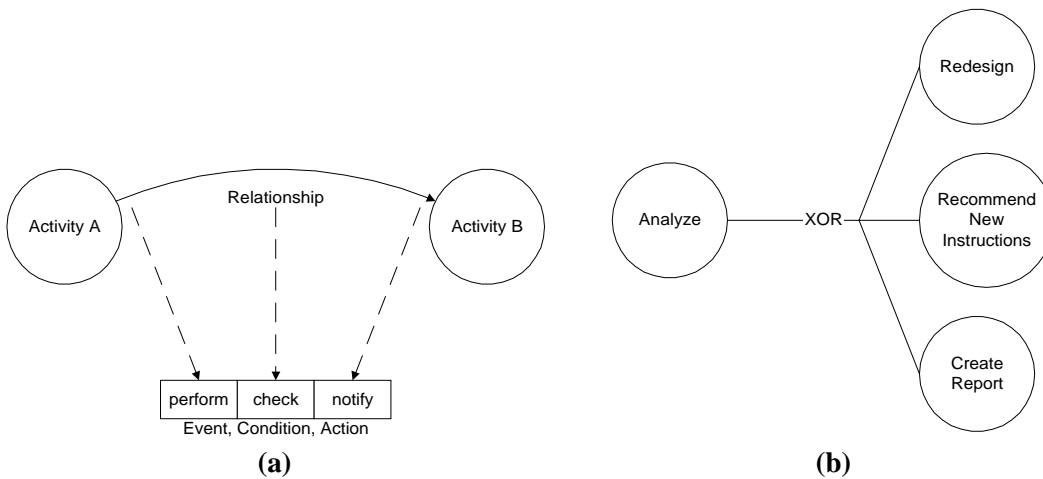 Activity A
Relationship
Activity B
perform check notify
Event, Condition, Action
(a)
Analyze
XOR
Redesign
Recommend
New
Instructions
Create
Report
(b)